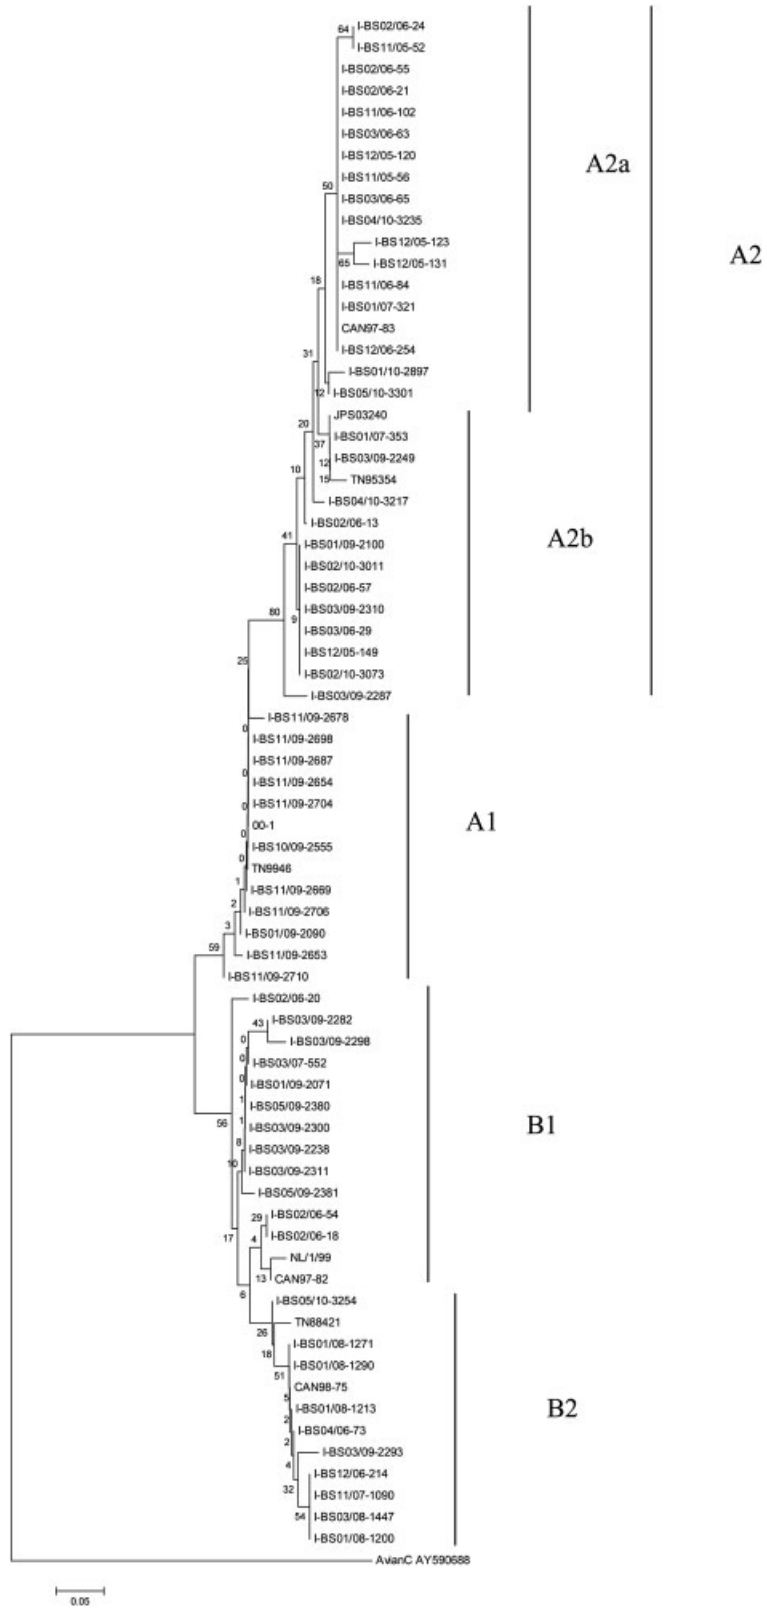 64
I-BS02/06-24
I-BS11/05-52
I-BS02/06-55
I-BS02/06-21
I-BS11/06-102
I-BS03/06-63
I-BS12/05-120
A2a
I-BS11/05-56
50
I-BS03/06-65
I-BS04/10-3235
I-BS12/05-123
A2
65
I-BS12/05-131
18
I-BS11/06-84
I-BS01/07-321
CAN97-83
I-BS12/06-254
31
I-BS01/10-2897
12
I-BS05/10-3301
JPS03240
20
I-BS01/07-353
37
I-BS03/09-2249
12
10
15
TN95354
I-BS04/10-3217
I-BS02/06-13
41
I-BS01/09-2100
A2b
I-BS02/10-3011
I-BS02/06-57
80
I-BS03/09-2310
9
I-BS03/06-29
I-BS12/05-149
25
I-BS02/10-3073
I-BS03/09-2287
I-BS11/09-2678
0
I-BS11/09-2698
I-BS11/09-2687
0
I-BS11/09-2654
0
I-BS11/09-2704
00-1
A1
0
I-BS10/09-2555
0
TN9946
1
I-BS11/09-2669
2
I-BS11/09-2706
3
I-BS01/09-2090
59
I-BS11/09-2653
I-BS11/09-2710
I-BS02/06-20
43
I-BS03/09-2282
0
I-BS03/09-2298
0
I-BS03/07-552
0
I-BS01/09-2071
1
I-BS05/09-2380
56
1
I-BS03/09-2300
B1
8
I-BS03/09-2238
10
I-BS03/09-2311
I-BS05/09-2381
29
I-BS02/06-54
17
4
I-BS02/06-18
NL/1/99
13
CAN97-82
6
I-BS05/10-3254
26
TN88421
18
I-BS01/08-1271
51
I-BS01/08-1290
5
CAN98-75
2
I-BS01/08-1213
B2
2
I-BS04/06-73
4
I-BS03/09-2293
32
I-BS12/06-214
I-BS11/07-1090
54
I-BS03/08-1447
I-BS01/08-1200
AvianC AY590688
0.05